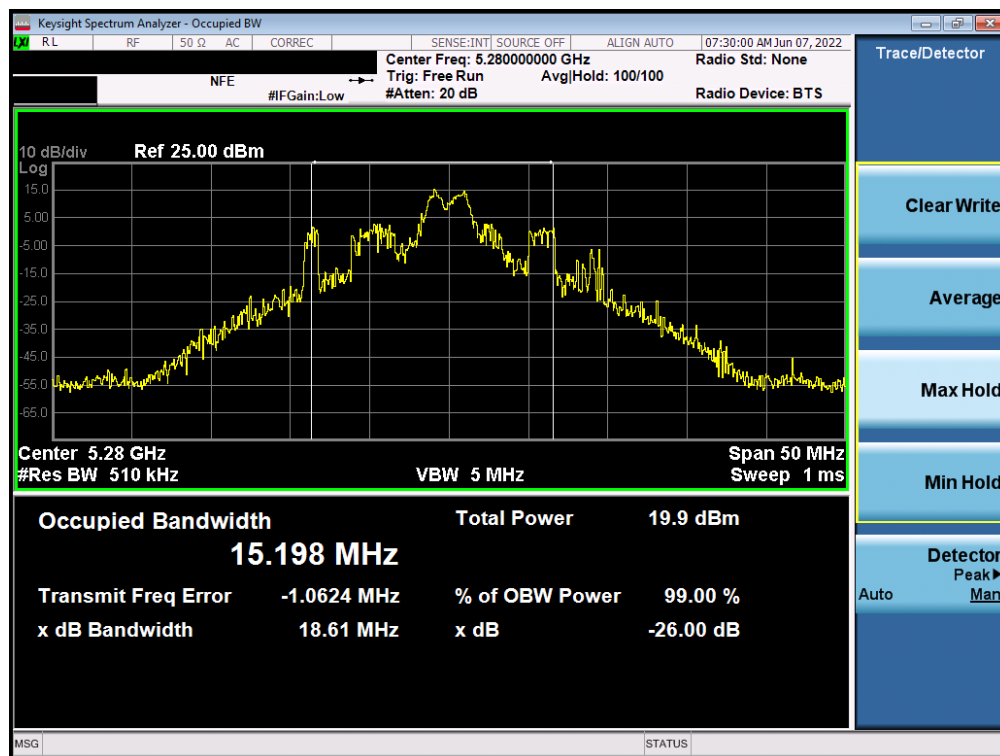 Keysight Spectrum Analyzer - Occupied BW
LXI RL RF 50 Ω AC CORREC SENSE:INT SOURCE OFF ALIGN AUTO 07:30:00 AM Jun 07, 2022
Center Freq: 5.280000000 GHz Radio Std: None
NFE Trig: Free Run Avg|Hold: 100/100
#IFGain:Low #Atten: 20 dB Radio Device: BTS
Trace/Detector
10 dB/div Ref 25.00 dBm
Log
15.0
5.00
-5.00
-15.0
-25.0
-35.0
-45.0
-55.0
-65.0
Center 5.28 GHz Span 50 MHz
#Res BW 510 kHz VBW 5 MHz Sweep 1 ms
Occupied Bandwidth Total Power 19.9 dBm
15.198 MHz
Transmit Freq Error -1.0624 MHz % of OBW Power 99.00 %
x dB Bandwidth 18.61 MHz x dB -26.00 dB
Clear Write
Average
Max Hold
Min Hold
Detector
Peak▶
Auto Man
MSG STATUS